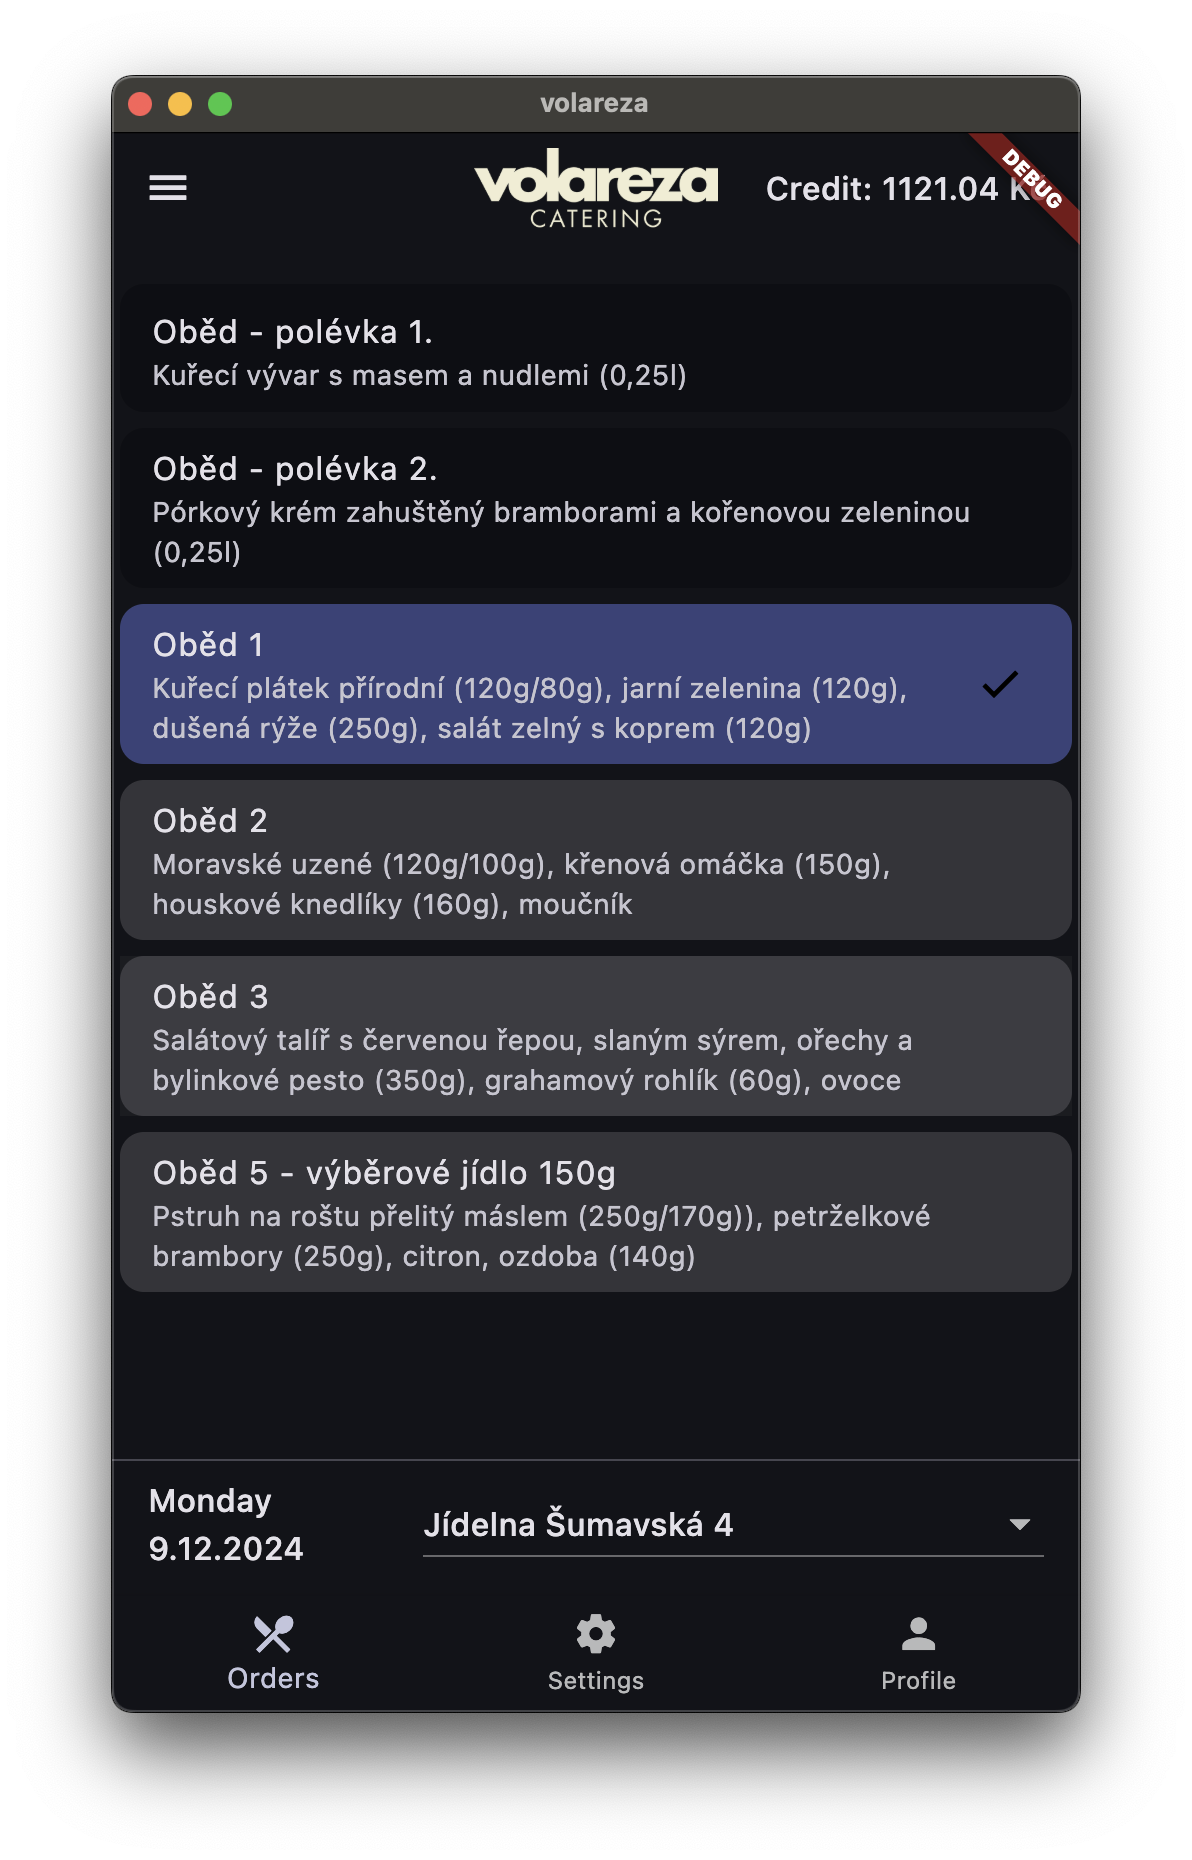 volareza
volareza
CATERING
Credit: 1121.04
DEBUG
Oběd - polévka 1.
Kuřecí vývar s masem a nudlemi (0,25l)
Oběd - polévka 2.
Pórkový krém zahuštěný bramborami a kořenovou zeleninou
(0,25l)
Oběd 1
Kuřecí plátek přírodní (120g/80g), jarní zelenina (120g),
dušená rýže (250g), salát zelný s koprem (120g)
Oběd 2
Moravské uzené (120g/100g), křenová omáčka (150g),
houskové knedlíky (160g), moučník
Oběd 3
Salátový talíř s červenou řepou, slaným sýrem, ořechy a
bylinkové pesto (350g), grahamový rohlík (60g), ovoce
Oběd 5 - výběrové jídlo 150g
Pstruh na roštu přelitý máslem (250g/170g)), petrželkové
brambory (250g), citron, ozdoba (140g)
Monday
9.12.2024
Jídelna Šumavská 4
Orders
Settings
Profile